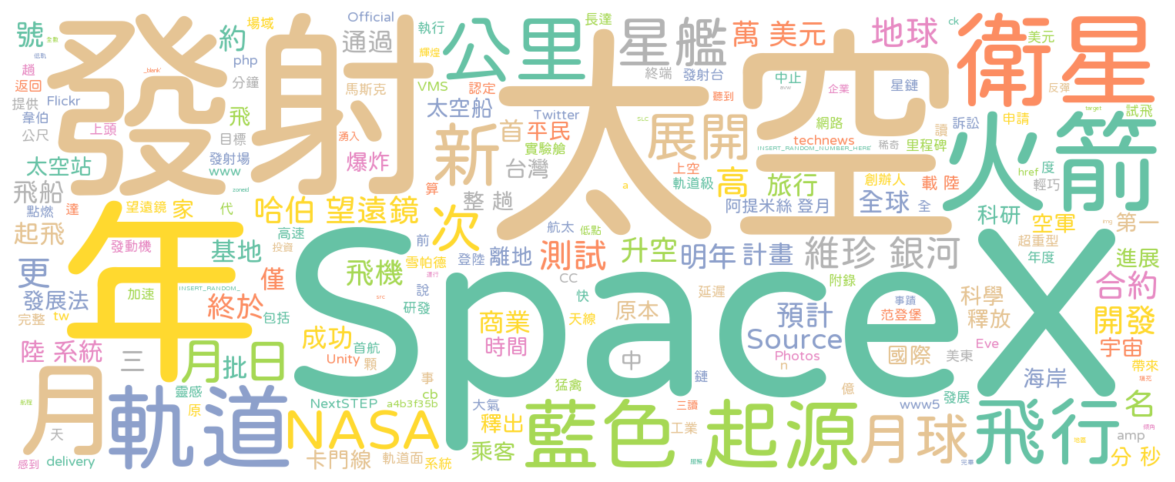 發射
太空
SpaceX
年
衛星
火箭
公里
星艦
萬 美元
地球
號
約
通過
Official
執行
長達
場域
php
分鐘
輝煌
VMS
認定
終端
發射台
中止
企業
星鏈
美元
ck
反彈
試飛
趙
返回
提供
Flickr
飛
馬斯克
聽到
太空船
Twitter
網路
申請
訴訟
讀
里程碑
韋伯
公尺
上頭
目標
湧入
新
首
平民
實驗艙
展開
technews
稀奇
INSERT_RANDOM_NUMBER_HERE
target
太空站
發射場
www
爆炸
台灣
上空
軌道級
高
旅行
創辦人
載 陸
度
href
輕巧
飛船
點燃
達
望遠鏡
家
代
算
整 趟
阿提米絲 登月
全球
全
科研
空軍
第一
起飛
發動機
高速
投資
哈伯 望遠鏡
次
前
航太
低點
超重型
年度
進展
更
基地
雪帕德
登陸
離地
測試
升空
明年
計畫
維珍 銀河
發展法
加速
INSERT_RANDOM_
僅
飛機
說
研發
CC
快
延遲
附錄
合約
完整
tw
終於
包括
原本
天線
事請
范登堡
科學
釋放
開發
陸 系統
三
月
批
日
成功
Unity
首航
顆
商業
時間
中
預計
Source
Photos
n
國際
美東
Eve
宇宙
帶來
月
軌道
靈感
原
事
cb
猛禽
鏈
億
海岸
NextSTEP
a4b3f35b
大氣
釋出
三讀
www5
發展
名
天
感到
delivery
NASA
卡門線
軌道面
系統
乘客
工業
藍色 起源
月球
飛行
amp
分 秒